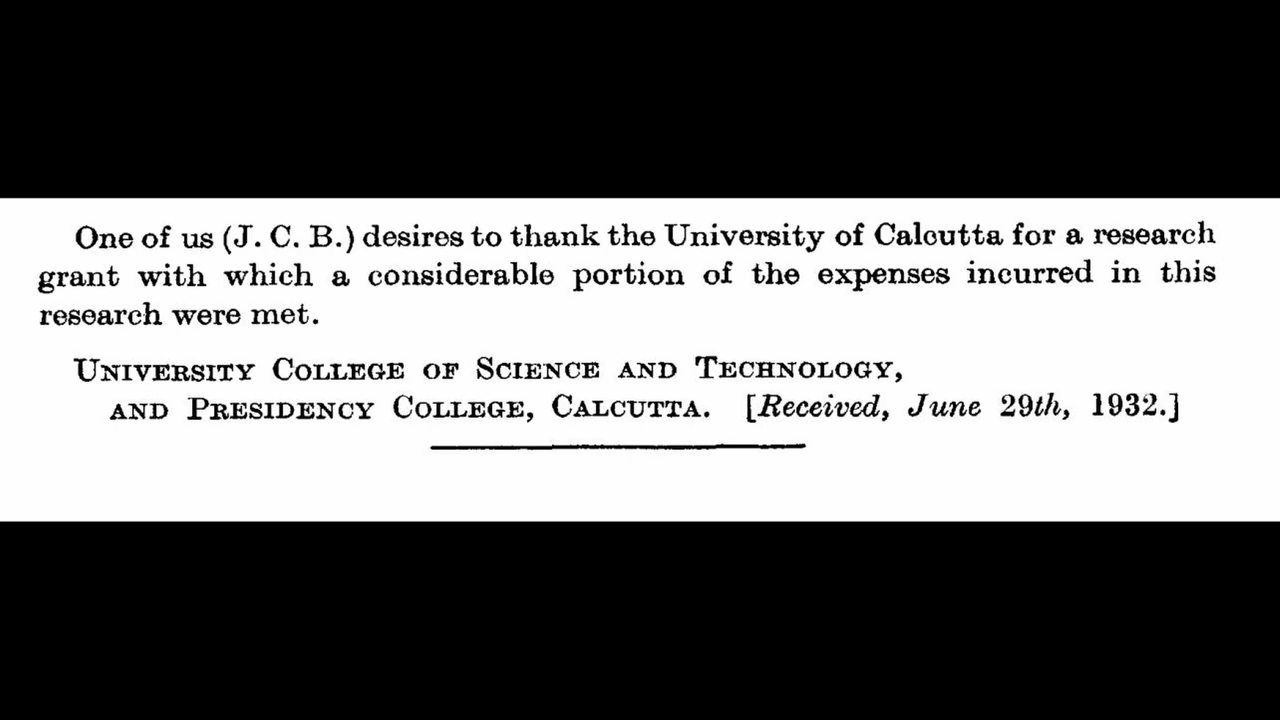 One of us (J. C. B.) desires to thank the University of Calcutta for a research
grant with which a considerable portion of the expenses incurred in this
research were met.
University College of Science and Technology,
and Presidency College, Calcutta. [Received, June 29th, 1932.]